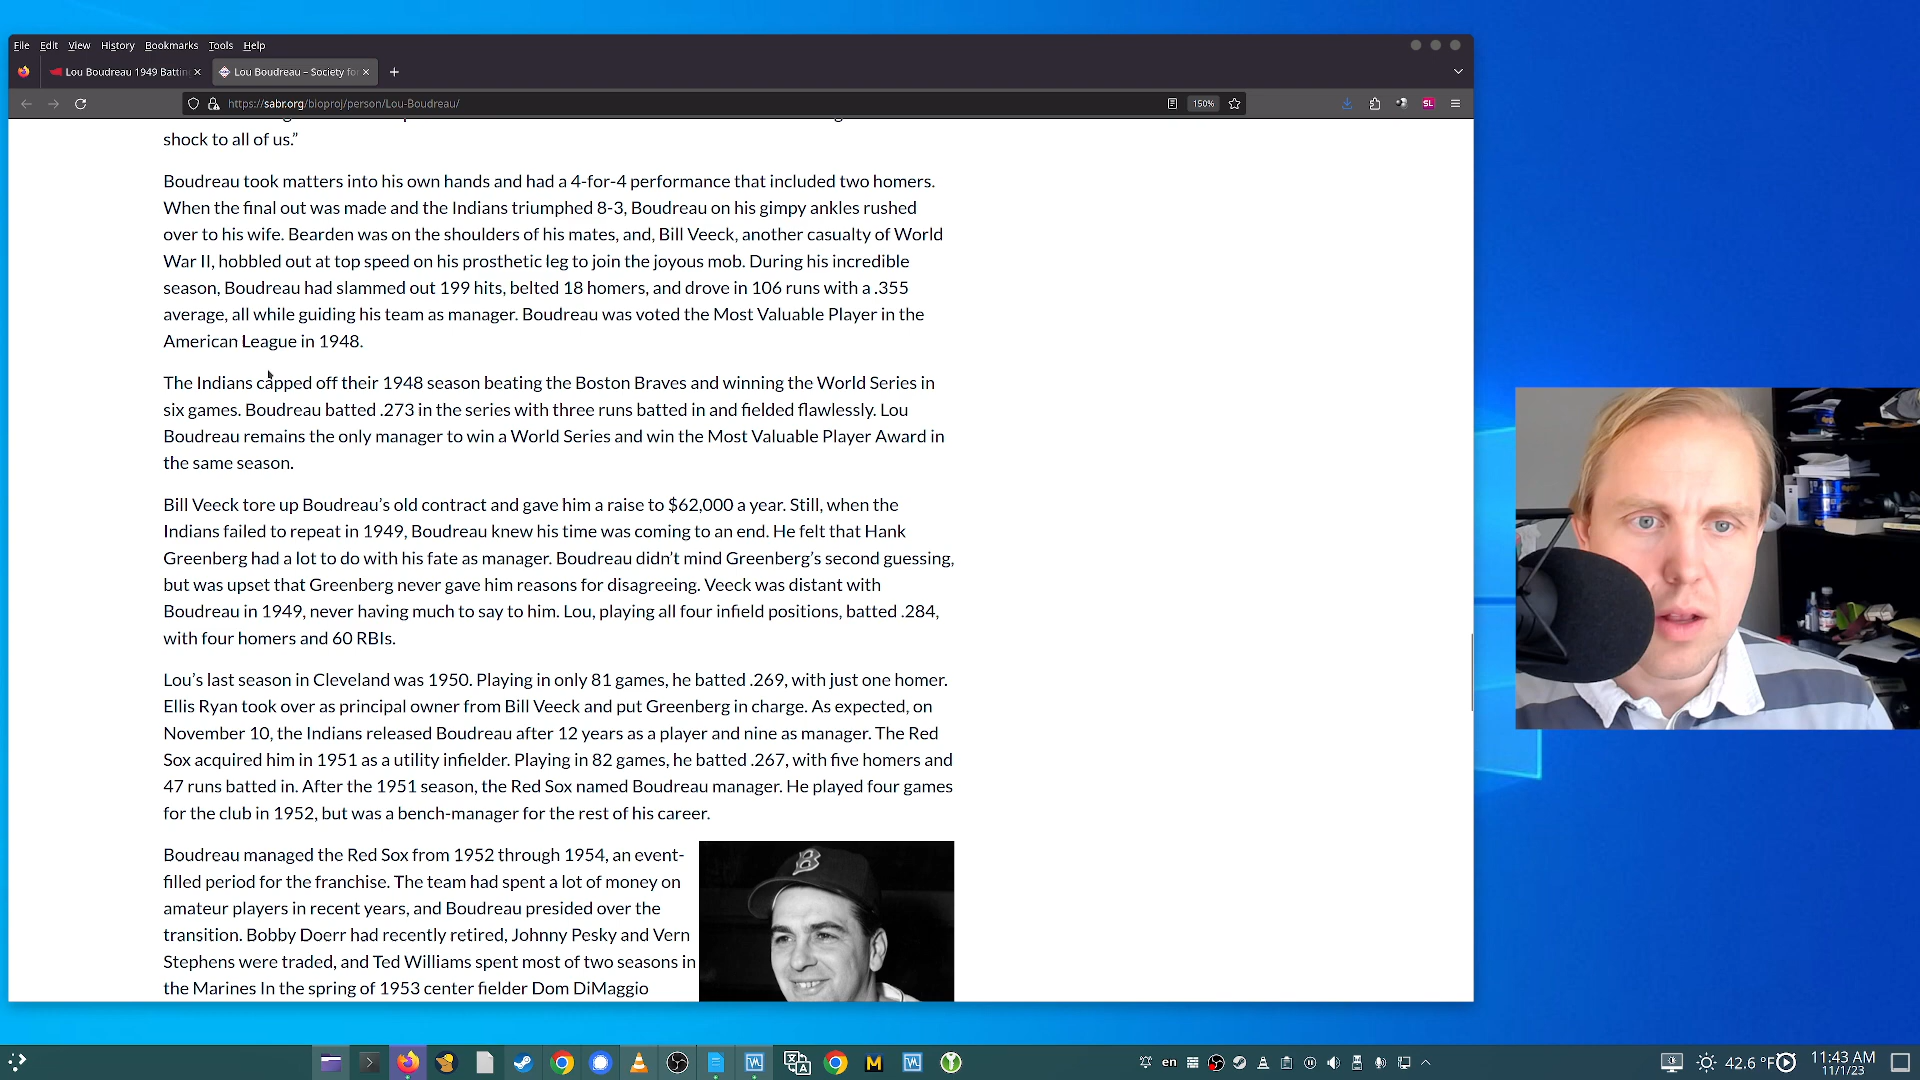 File Edit View History Bookmarks Tools Help
Lou Boudreau 1949 Battin
Lou Boudreau – Society for
https://sabr.org/bioproj/person/Lou-Boudreau/
150%
SL
shock to all of us.”
Boudreau took matters into his own hands and had a 4-for-4 performance that included two homers.
When the final out was made and the Indians triumphed 8-3, Boudreau on his gimpy ankles rushed
over to his wife. Bearden was on the shoulders of his mates, and, Bill Veeck, another casualty of World
War II, hobbled out at top speed on his prosthetic leg to join the joyous mob. During his incredible
season, Boudreau had slammed out 199 hits, belted 18 homers, and drove in 106 runs with a .355
average, all while guiding his team as manager. Boudreau was voted the Most Valuable Player in the
American League in 1948.
The Indians capped off their 1948 season beating the Boston Braves and winning the World Series in
six games. Boudreau batted .273 in the series with three runs batted in and fielded flawlessly. Lou
Boudreau remains the only manager to win a World Series and win the Most Valuable Player Award in
the same season.
Bill Veeck tore up Boudreau’s old contract and gave him a raise to $62,000 a year. Still, when the
Indians failed to repeat in 1949, Boudreau knew his time was coming to an end. He felt that Hank
Greenberg had a lot to do with his fate as manager. Boudreau didn’t mind Greenberg’s second guessing,
but was upset that Greenberg never gave him reasons for disagreeing. Veeck was distant with
Boudreau in 1949, never having much to say to him. Lou, playing all four infield positions, batted .284,
with four homers and 60 RBIs.
Lou’s last season in Cleveland was 1950. Playing in only 81 games, he batted .269, with just one homer.
Ellis Ryan took over as principal owner from Bill Veeck and put Greenberg in charge. As expected, on
November 10, the Indians released Boudreau after 12 years as a player and nine as manager. The Red
Sox acquired him in 1951 as a utility infielder. Playing in 82 games, he batted .267, with five homers and
47 runs batted in. After the 1951 season, the Red Sox named Boudreau manager. He played four games
for the club in 1952, but was a bench-manager for the rest of his career.
Boudreau managed the Red Sox from 1952 through 1954, an event-
filled period for the franchise. The team had spent a lot of money on
amateur players in recent years, and Boudreau presided over the
transition. Bobby Doerr had recently retired, Johnny Pesky and Vern
Stephens were traded, and Ted Williams spent most of two seasons in
the Marines In the spring of 1953 center fielder Dom DiMaggio
B
M
en
42.6 °F
11:43 AM
11/1/23